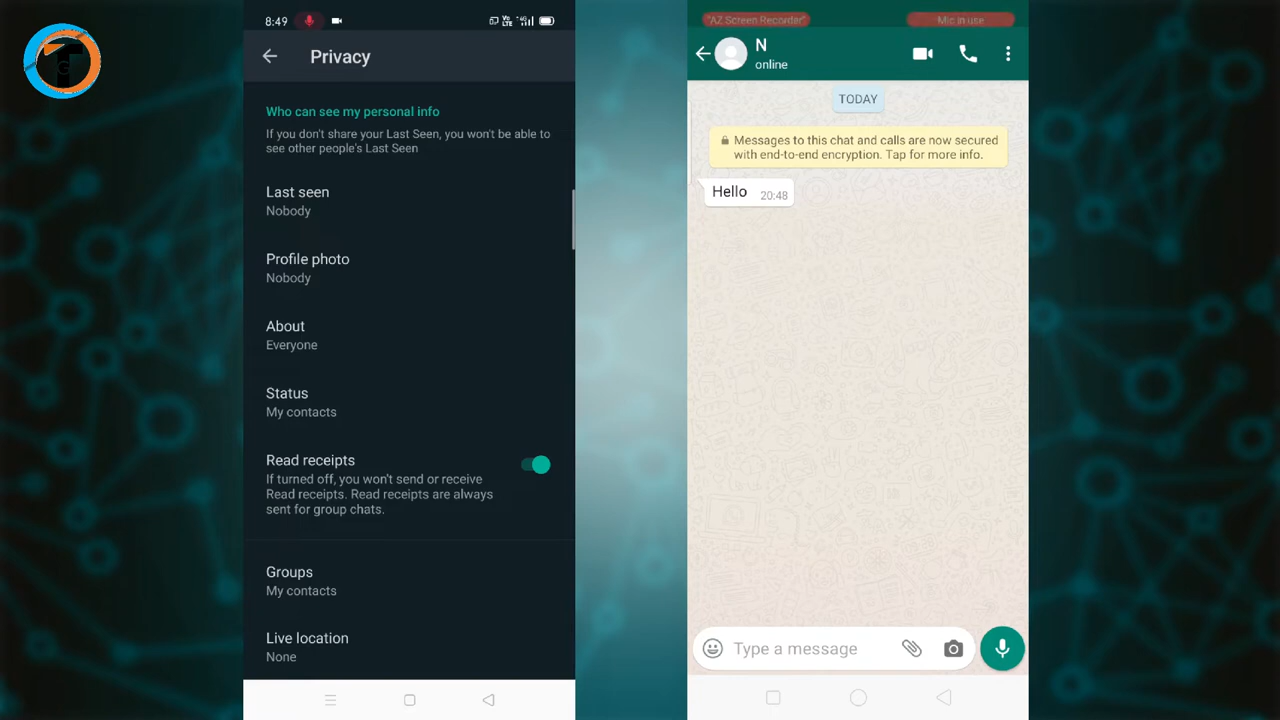 8:49
Privacy
Who can see my personal info
If you don't share your Last Seen, you won't be able to
see other people's Last Seen
Last seen
Nobody
Profile photo
Nobody
About
Everyone
Status
My contacts
Read receipts
If turned off, you won't send or receive
Read receipts. Read receipts are always
sent for group chats.
Groups
My contacts
Live location
None
"AZ Screen Recorder"
Mic in use
N
online
TODAY
Messages to this chat and calls are now secured
with end-to-end encryption. Tap for more info.
Hello 20:48
Type a message